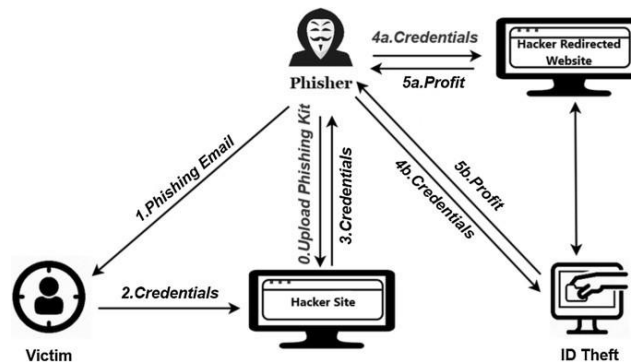 4a.Credentials
Hacker Redirected
Website
Phisher
5a.Profit
1.Phishing Email
0.Upload Phishing Kit
3.Credentials
4b.Credentials
5b.Profit
2.Credentials
Hacker Site
Victim
ID Theft